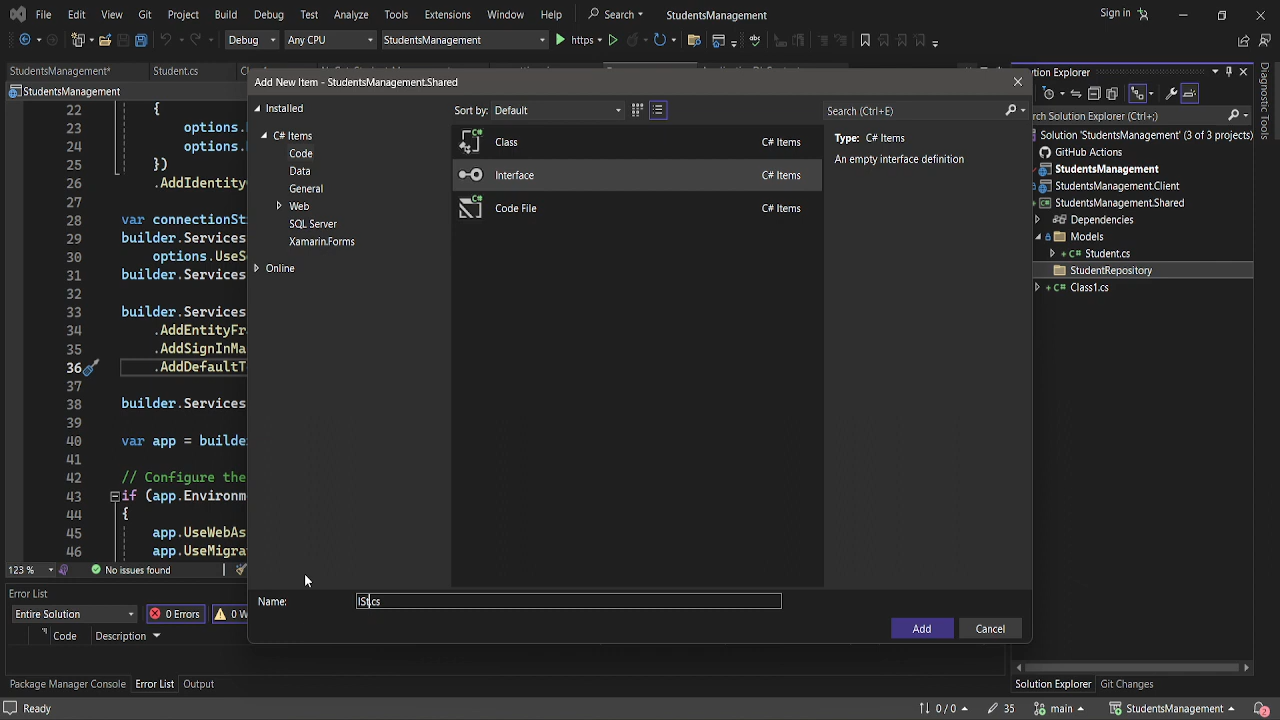 File Edit View Git Project Build Debug Test Analyze Tools Extensions Window Help Search StudentsManagement Sign in
Debug Any CPU StudentsManagement https
StudentsManagement* Student.cs
Add New Item - StudentsManagement.Shared
StudentsManagement
Installed
C# Items
Code
Data
General
Web
SQL Server
Xamarin.Forms
Online
Sort by: Default
Class C# Items
Interface C# Items
Code File C# Items
Search (Ctrl+E)
Type: C# Items
An empty interface definition
Name: ISt.cs
Add Cancel
22 {
23 options.
24 options.
25 })
26 .AddIdentity
27
28 var connectionSt
29 builder.Services
30 options.UseS
31 builder.Services
32
33 builder.Services
34 .AddEntityFr
35 .AddSignInMa
36 .AddDefaultT
37
38 builder.Services
39
40 var app = builde
41
42 // Configure the
43 if (app.Environm
44 {
45 app.UseWebAs
46 app.UseMigra
123 % No issues found
Error List
Entire Solution 0 Errors 0 W
Code Description
Package Manager Console Error List Output
tion Explorer
rch Solution Explorer (Ctrl+;)
Solution 'StudentsManagement' (3 of 3 projects)
GitHub Actions
StudentsManagement
StudentsManagement.Client
StudentsManagement.Shared
Dependencies
Models
C# Student.cs
StudentRepository
C# Class1.cs
Diagnostic Tools
Solution Explorer Git Changes
Ready 0 / 0 35 main StudentsManagement 2